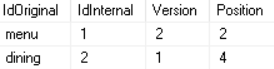 IdOriginal IdInternal Version Position
menu 1 2 2
dining 2 1 4